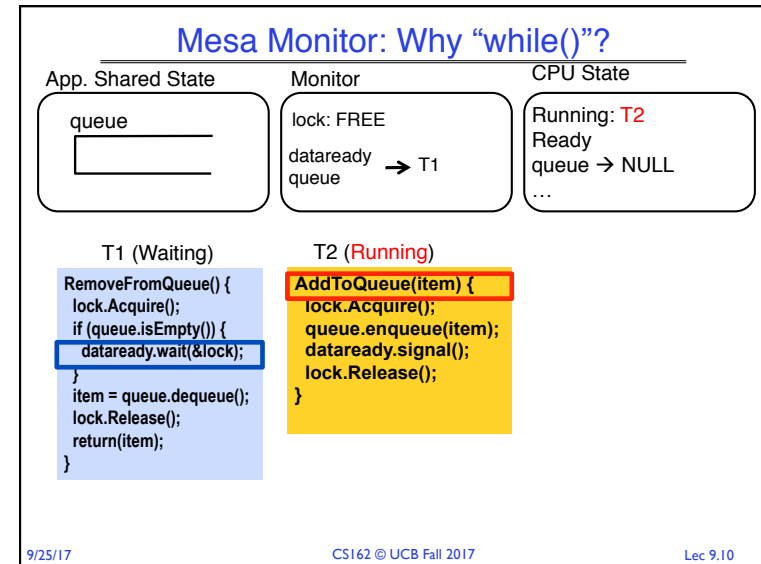 Mesa Monitor: Why “while()”?
App. Shared State
Monitor
CPU State
queue
lock: FREE
dataready
queue
→ T1
Running: T2
Ready
queue → NULL
…
T1 (Waiting)
RemoveFromQueue() {
lock.Acquire();
if (queue.isEmpty()) {
dataready.wait(&lock);
}
item = queue.dequeue();
lock.Release();
return(item);
}
T2 (Running)
AddToQueue(item) {
lock.Acquire();
queue.enqueue(item);
dataready.signal();
lock.Release();
}
9/25/17
CS162 © UCB Fall 2017
Lec 9.10